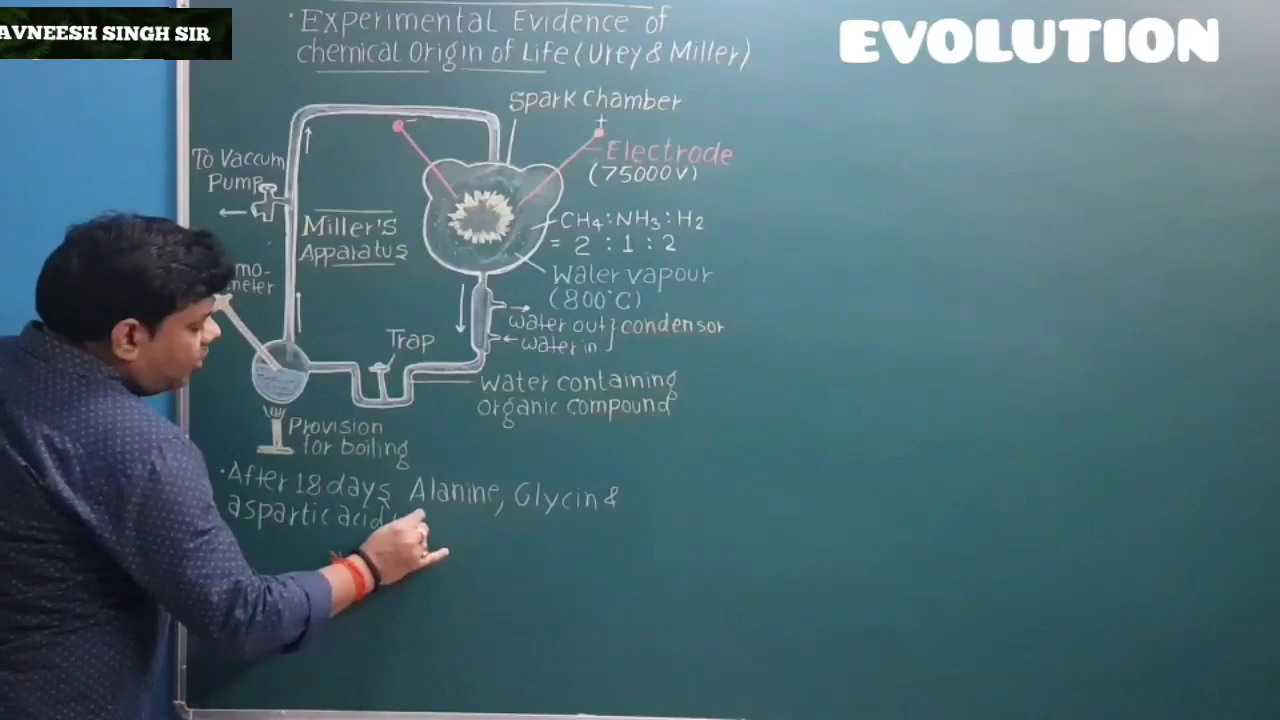 AVNEESH SINGH SIR
EVOLUTION
• Experimental Evidence of
chemical Origin of Life (Urey & Miller)
Spark Chamber
+
-
Electrode
(75000V)
To Vaccum
Pump
Miller's
Apparatus
CH4 : NH3 : H2
= 2 : 1 : 2
Water vapour
(800°C)
mo-
meter
water out
water in
condensor
Trap
Water containing
organic compound
Provision
for boiling
• After 18 days, Alanine, Glycin &
aspartic acid